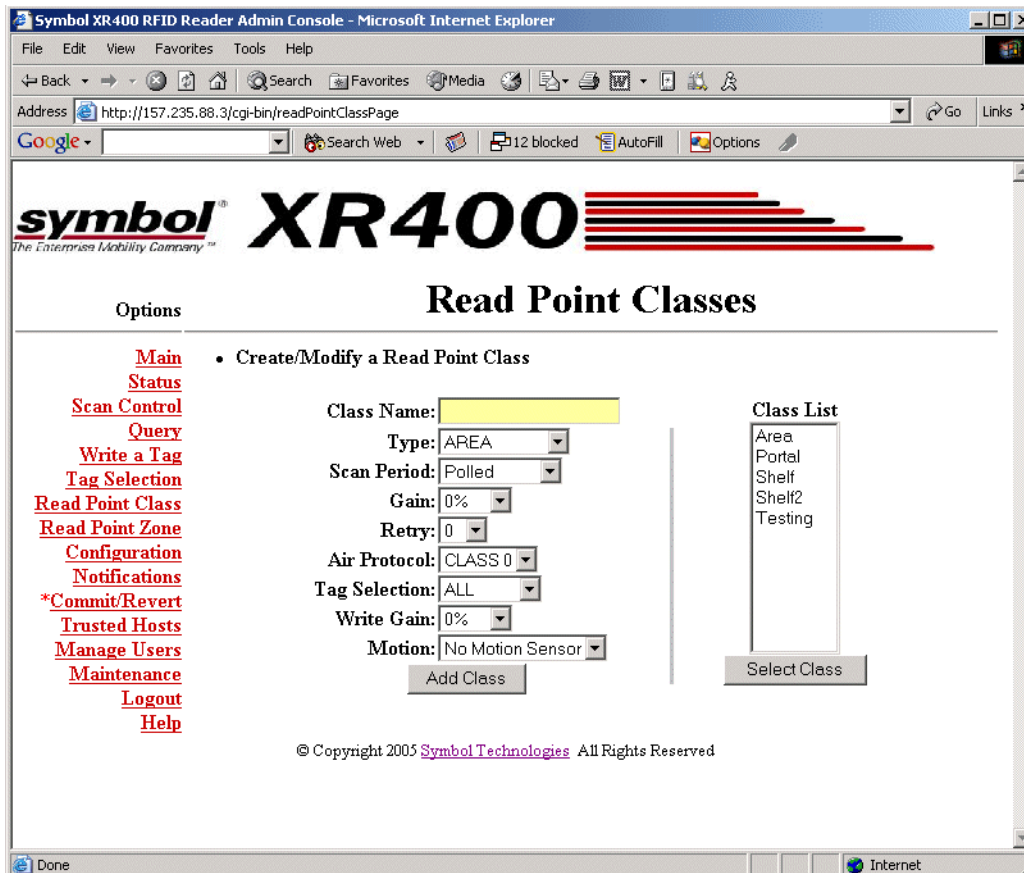 Symbol XR400 RFID Reader Admin Console - Microsoft Internet Explorer
File Edit View Favorites Tools Help
Back Search Favorites Media
Address http://157.235.88.3/cgi-bin/readPointClassPage Go Links
Google Search Web 12 blocked AutoFill Options
symbol® XR400
The Enterprise Mobility Company™
Options
Read Point Classes
Main
Status
Scan Control
Query
Write a Tag
Tag Selection
Read Point Class
Read Point Zone
Configuration
Notifications
*Commit/Revert
Trusted Hosts
Manage Users
Maintenance
Logout
Help
• Create/Modify a Read Point Class
Class Name:
Type: AREA
Scan Period: Polled
Gain: 0%
Retry: 0
Air Protocol: CLASS 0
Tag Selection: ALL
Write Gain: 0%
Motion: No Motion Sensor
Add Class
Class List
Area
Portal
Shelf
Shelf2
Testing
Select Class
© Copyright 2005 Symbol Technologies All Rights Reserved
Done Internet